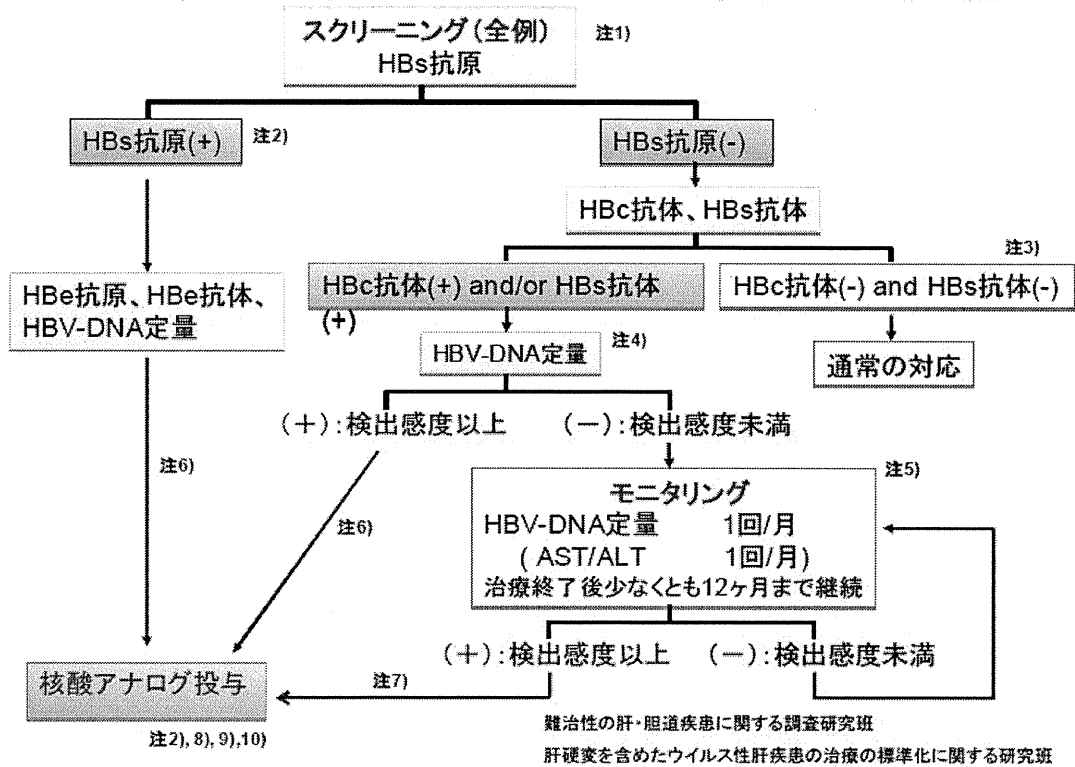 スクリーニング(全例)
HBs抗原
注1)
HBs抗原(+)
注2)
HBs抗原(-)
HBc抗体、HBs抗体
注3)
HBe抗原、HBe抗体、
HBV-DNA定量
HBc抗体(+) and/or HBs抗体
(+)
HBc抗体(-) and HBs抗体(-)
HBV-DNA定量
注4)
通常の対応
(+):検出感度以上
(-):検出感度未満
注6)
注6)
注5)
モニタリング
HBV-DNA定量 1回/月
(AST/ALT 1回/月)
治療終了後少なくとも12ヶ月まで継続
(+):検出感度以上
(-):検出感度未満
核酸アナログ投与
注7)
注2), 8), 9),10)
難治性の肝・胆道疾患に関する調査研究班
肝硬変を含めたウイルス性肝疾患の治療の標準化に関する研究班